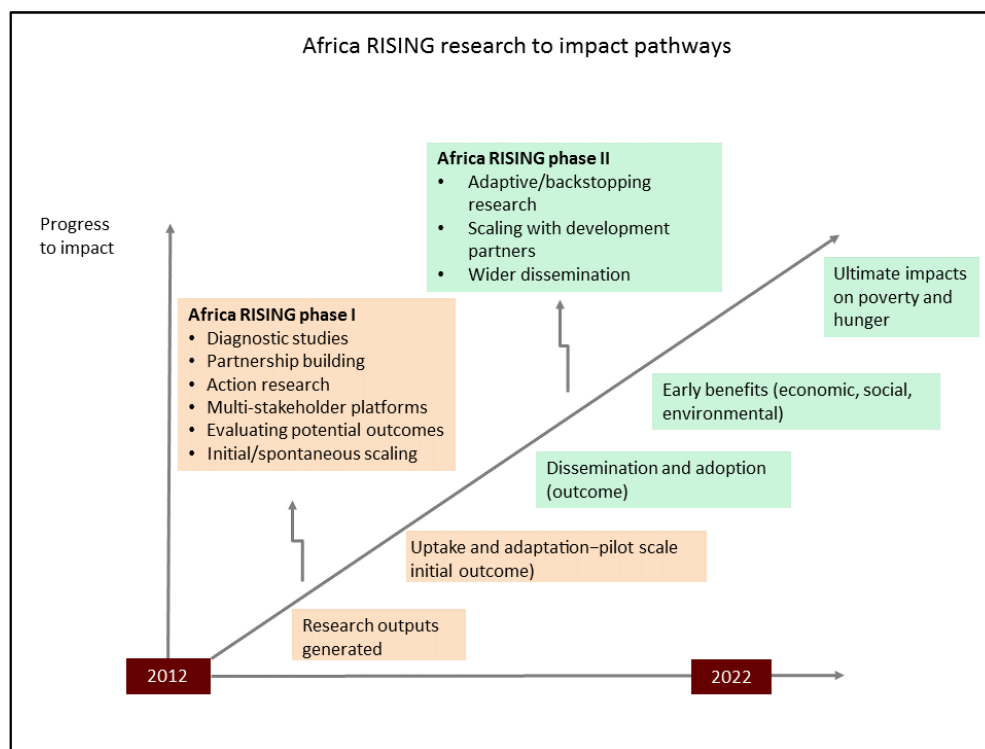 Africa RISING research to impact pathways
Progress
to impact
Africa RISING phase II
• Adaptive/backstopping
research
• Scaling with development
partners
• Wider dissemination
Africa RISING phase I
• Diagnostic studies
• Partnership building
• Action research
• Multi-stakeholder platforms
• Evaluating potential outcomes
• Initial/spontaneous scaling
Ultimate impacts
on poverty and
hunger
Early benefits (economic, social,
environmental)
Dissemination and adoption
(outcome)
Uptake and adaptation–pilot scale
initial outcome)
Research outputs
generated
2012
2022